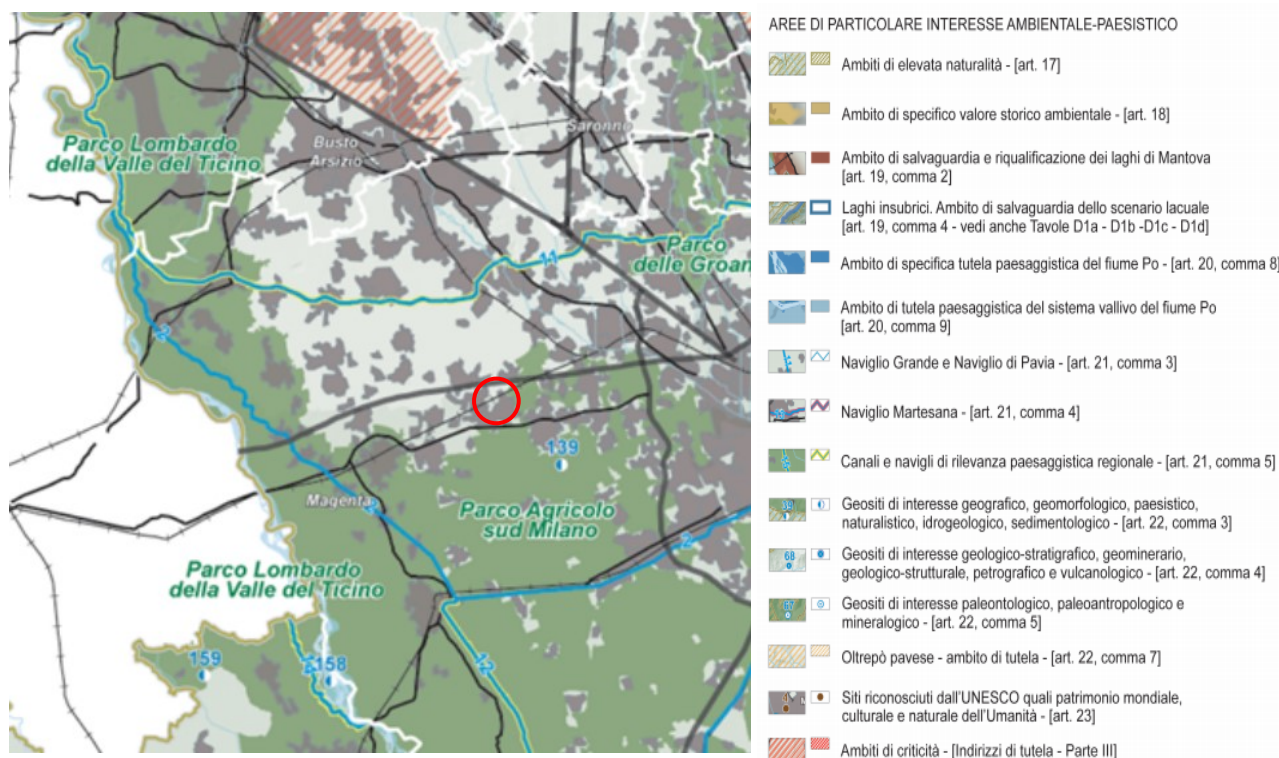 Parco Lombardo
della Valle del Ticino
Busto
Arsizio
Saronno
Parco
delle Groan
11
2
139
Magenta
Parco Agricolo
sud Milano
2
Parco Lombardo
della Valle del Ticino
159
158
12
AREE DI PARTICOLARE INTERESSE AMBIENTALE-PAESISTICO
Ambiti di elevata naturalità - [art. 17]
Ambito di specifico valore storico ambientale - [art. 18]
Ambito di salvaguardia e riqualificazione dei laghi di Mantova
[art. 19, comma 2]
Laghi insubrici. Ambito di salvaguardia dello scenario lacuale
[art. 19, comma 4 - vedi anche Tavole D1a - D1b -D1c - D1d]
Ambito di specifica tutela paesaggistica del fiume Po - [art. 20, comma 8]
Ambito di tutela paesaggistica del sistema vallivo del fiume Po
[art. 20, comma 9]
Naviglio Grande e Naviglio di Pavia - [art. 21, comma 3]
Naviglio Martesana - [art. 21, comma 4]
Canali e navigli di rilevanza paesaggistica regionale - [art. 21, comma 5]
Geositi di interesse geografico, geomorfologico, paesistico,
naturalistico, idrogeologico, sedimentologico - [art. 22, comma 3]
68
Geositi di interesse geologico-stratigrafico, geominerario,
geologico-strutturale, petrografico e vulcanologico - [art. 22, comma 4]
67
Geositi di interesse paleontologico, paleoantropologico e
mineralogico - [art. 22, comma 5]
Oltrepò pavese - ambito di tutela - [art. 22, comma 7]
Siti riconosciuti dall'UNESCO quali patrimonio mondiale,
culturale e naturale dell'Umanità - [art. 23]
Ambiti di criticità - [Indirizzi di tutela - Parte III]